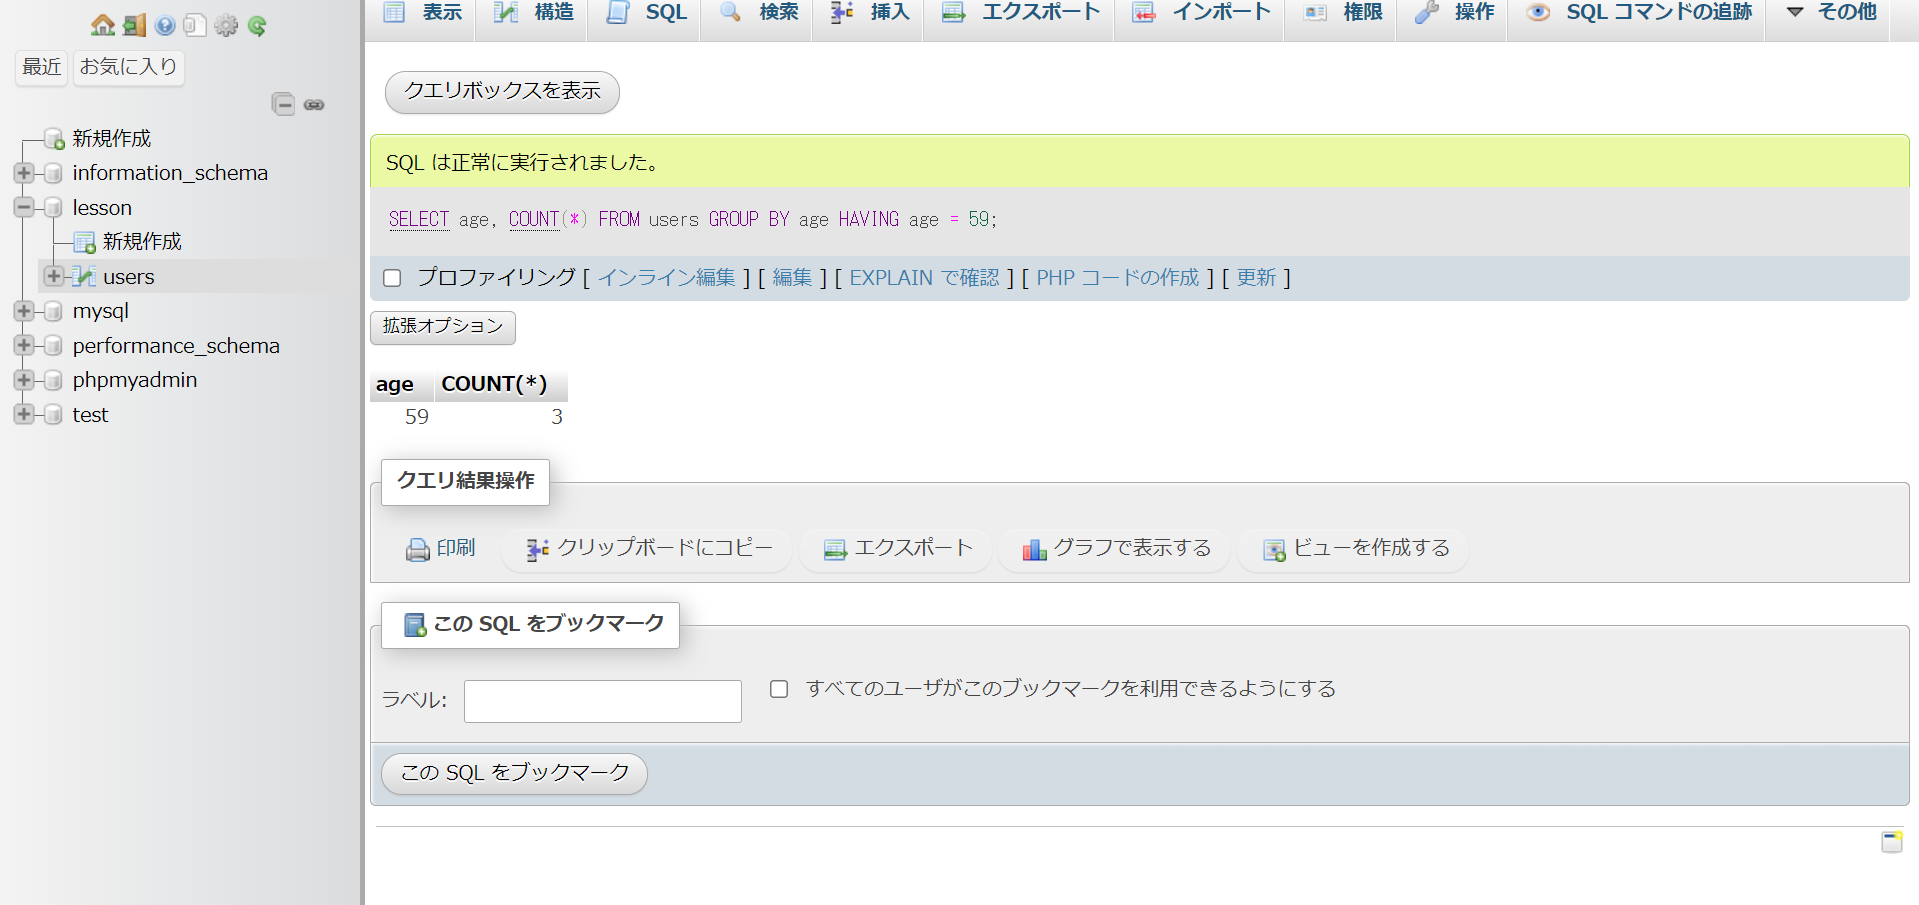 表示 構造 SQL 検索 挿入 エクスポート インポート 権限 操作 SQL コマンドの追跡 その他
最近 お気に入り
新規作成
information_schema
lesson
新規作成
users
mysql
performance_schema
phpmyadmin
test
クエリボックスを表示
SQL は正常に実行されました。
SELECT age, COUNT(*) FROM users GROUP BY age HAVING age = 59;
プロファイリング [ インライン編集 ] [ 編集 ] [ EXPLAIN で確認 ] [ PHP コードの作成 ] [ 更新 ]
拡張オプション
age COUNT(*)
59 3
クエリ結果操作
印刷 クリップボードにコピー エクスポート グラフで表示する ビューを作成する
この SQL をブックマーク
ラベル: すべてのユーザがこのブックマークを利用できるようにする
この SQL をブックマーク